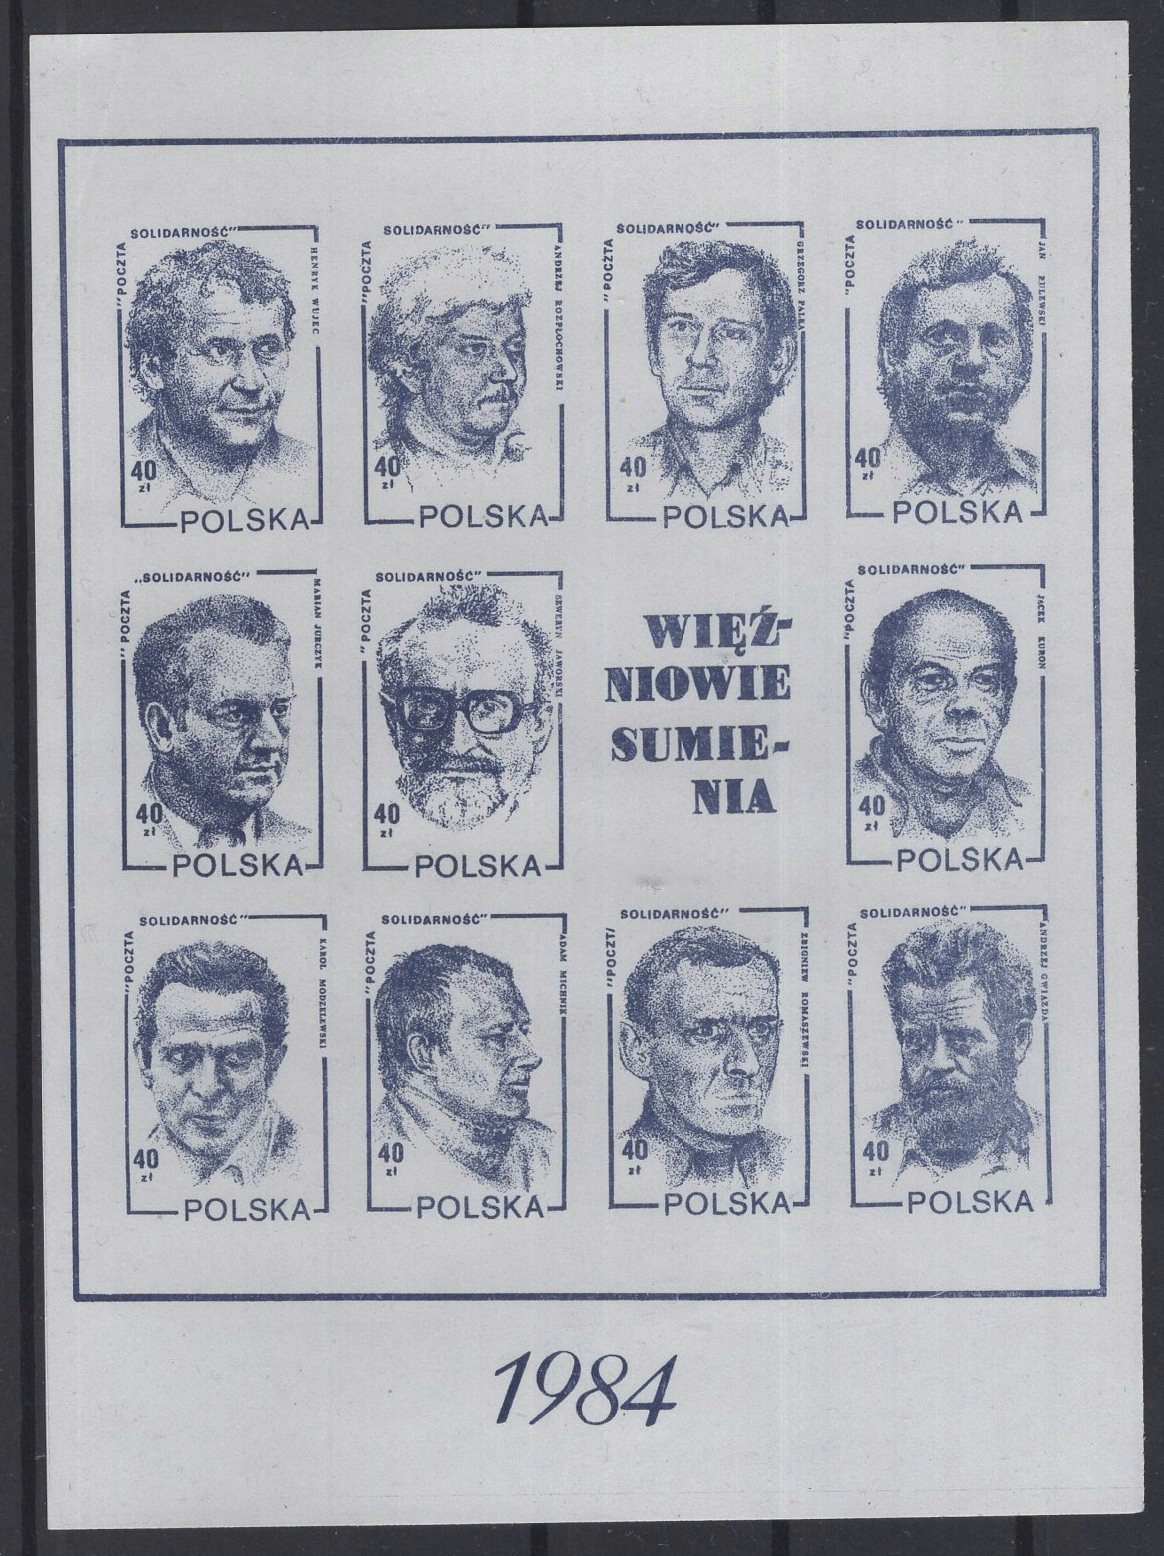 "POCZTA SOLIDARNOŚĆ"
HENRYK WUJEC
40 zł
POLSKA
"POCZTA SOLIDARNOŚĆ"
ANDRZEJ ROZPŁOCHOWSKI
40 zł
POLSKA
"POCZTA SOLIDARNOŚĆ"
GRZEGORZ PALKA
40 zł
POLSKA
"POCZTA SOLIDARNOŚĆ"
JAN RULEWSKI
40 zł
POLSKA
"POCZTA „SOLIDARNOŚĆ"
MARIAN JURCZYK
40 zł
POLSKA
"POCZTA SOLIDARNOŚĆ"
SEWERYN JAWORSKI
40 zł
POLSKA
WIĘŹ-
NIOWIE
SUMIE-
NIA
"POCZTA SOLIDARNOŚĆ"
JACEK KUROŃ
40 zł
POLSKA
"POCZTA SOLIDARNOŚĆ"
KAROL MODZELEWSKI
40 zł
POLSKA
"POCZTA SOLIDARNOŚĆ"
ADAM MICHNIK
40 zł
POLSKA
"POCZTA SOLIDARNOŚĆ"
ZBIGNIEW ROMASZEWSKI
40 zł
POLSKA
"POCZTA SOLIDARNOŚĆ"
ANDRZEJ GWIAZDA
40 zł
POLSKA
1984